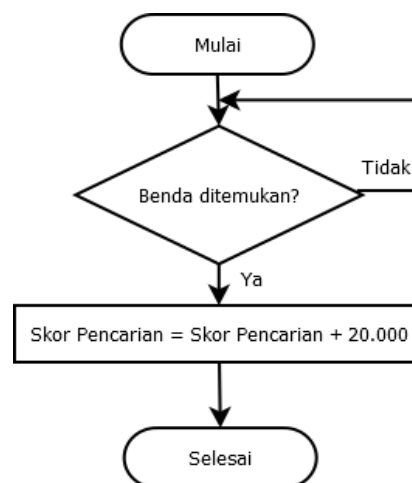 Mulai
Benda ditemukan?
Tidak
Ya
Skor Pencarian = Skor Pencarian + 20.000
Selesai